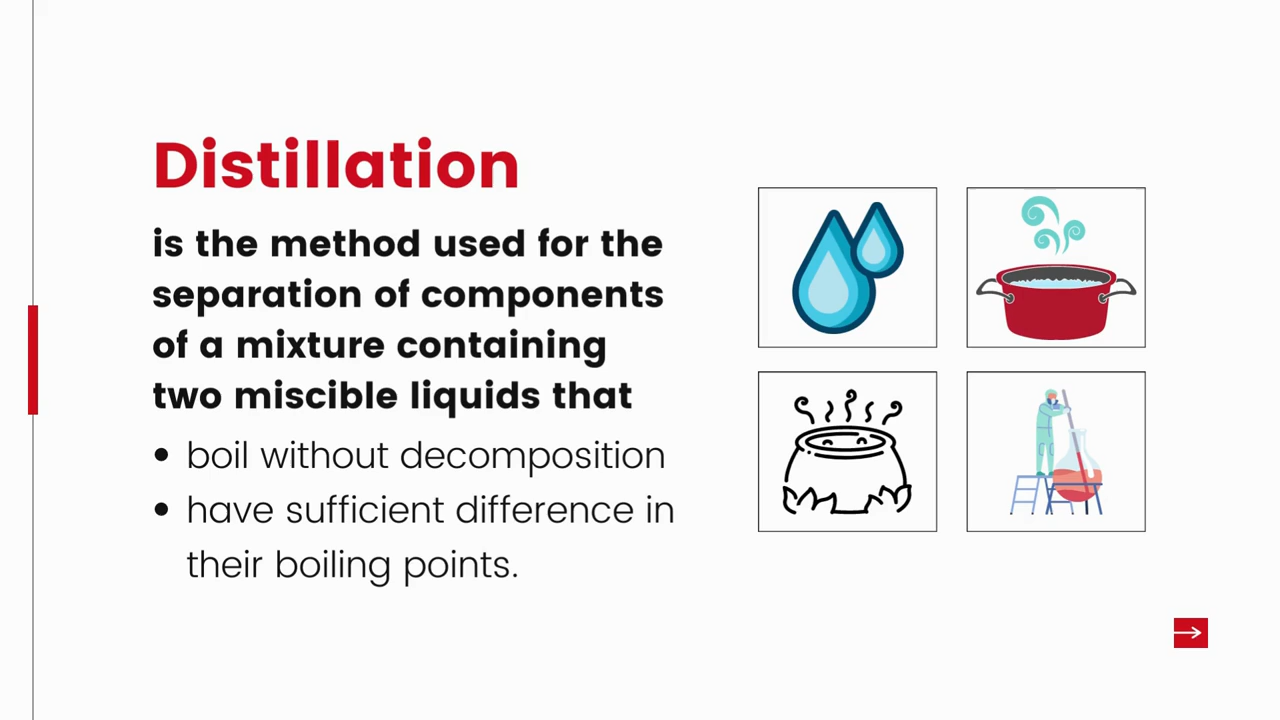 Distillation
is the method used for the
separation of components
of a mixture containing
two miscible liquids that
• boil without decomposition
• have sufficient difference in
their boiling points.